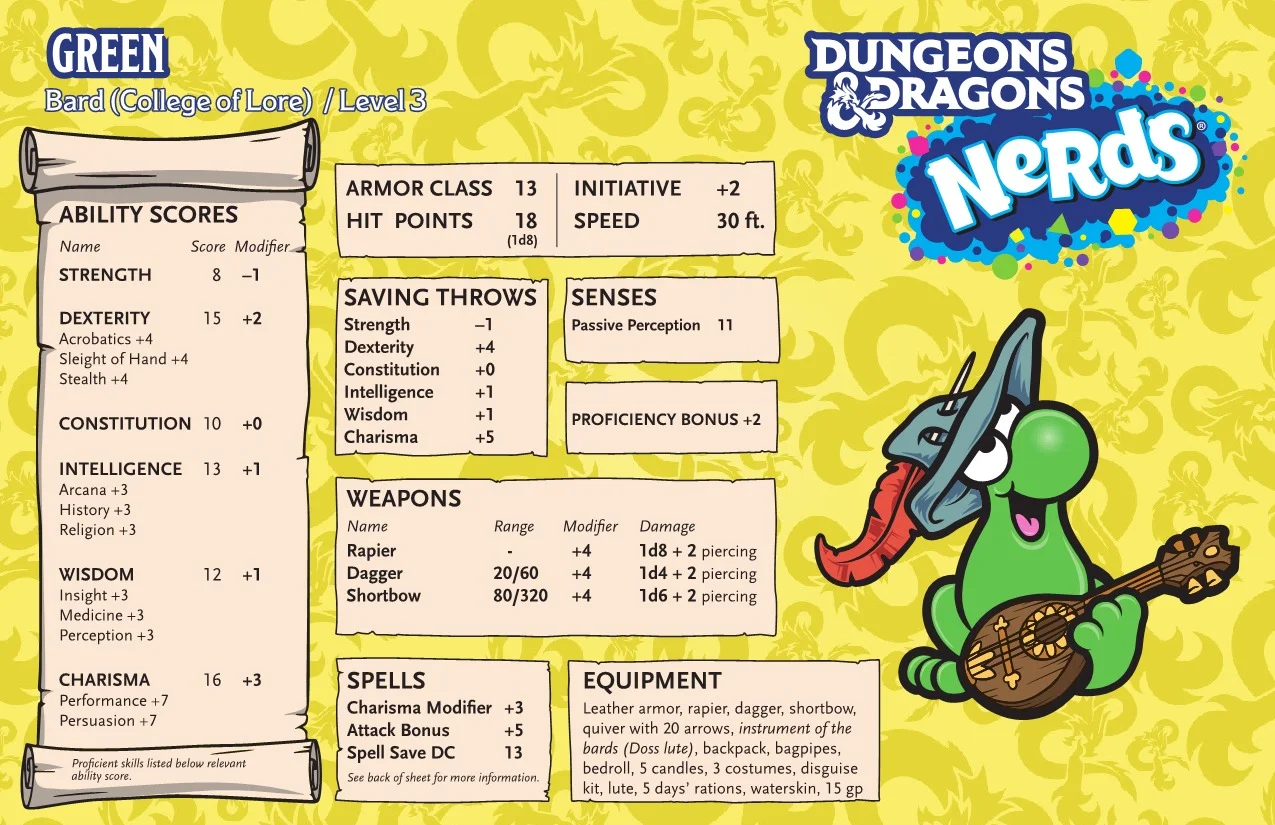 GREEN
Bard (College of Lore) / Level 3
DUNGEONS
& DRAGONS
NeRdS®
ABILITY SCORES
Name Score Modifier
STRENGTH 8 –1
DEXTERITY 15 +2
Acrobatics +4
Sleight of Hand +4
Stealth +4
CONSTITUTION 10 +0
INTELLIGENCE 13 +1
Arcana +3
History +3
Religion +3
WISDOM 12 +1
Insight +3
Medicine +3
Perception +3
CHARISMA 16 +3
Performance +7
Persuasion +7
Proficient skills listed below relevant
ability score.
ARMOR CLASS 13 INITIATIVE +2
HIT POINTS 18 SPEED 30 ft.
(1d8)
SAVING THROWS
Strength –1
Dexterity +4
Constitution +0
Intelligence +1
Wisdom +1
Charisma +5
SENSES
Passive Perception 11
PROFICIENCY BONUS +2
WEAPONS
Name Range Modifier Damage
Rapier - +4 1d8 + 2 piercing
Dagger 20/60 +4 1d4 + 2 piercing
Shortbow 80/320 +4 1d6 + 2 piercing
SPELLS
Charisma Modifier +3
Attack Bonus +5
Spell Save DC 13
See back of sheet for more information.
EQUIPMENT
Leather armor, rapier, dagger, shortbow,
quiver with 20 arrows, instrument of the
bards (Doss lute), backpack, bagpipes,
bedroll, 5 candles, 3 costumes, disguise
kit, lute, 5 days’ rations, waterskin, 15 gp